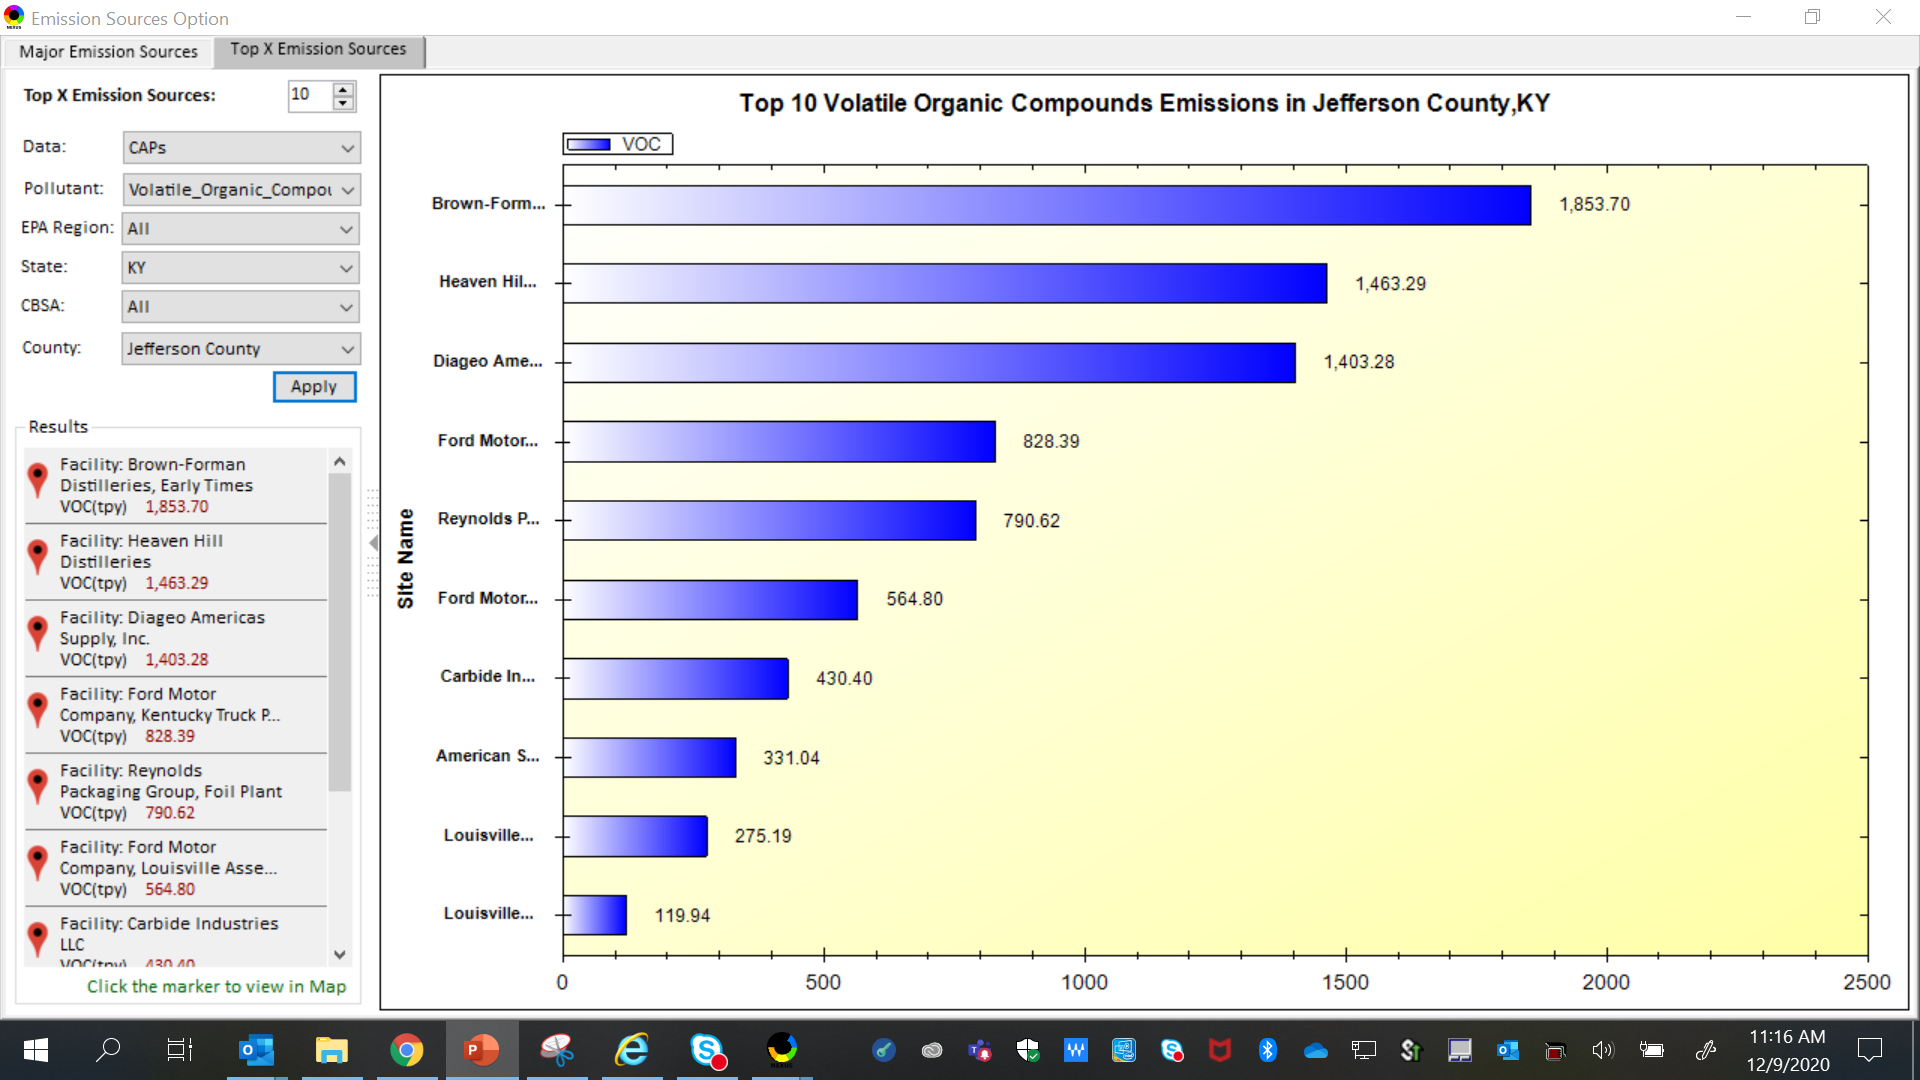 Emission Sources Option
Major Emission Sources
Top X Emission Sources
Top X Emission Sources:
10
Data:
CAPs
Pollutant:
Volatile_Organic_Compou
EPA Region:
All
State:
KY
CBSA:
All
County:
Jefferson County
Apply
Results
Facility: Brown-Forman
Distilleries, Early Times
VOC(tpy) 1,853.70
Facility: Heaven Hill
Distilleries
VOC(tpy) 1,463.29
Facility: Diageo Americas
Supply, Inc.
VOC(tpy) 1,403.28
Facility: Ford Motor
Company, Kentucky Truck P...
VOC(tpy) 828.39
Facility: Reynolds
Packaging Group, Foil Plant
VOC(tpy) 790.62
Facility: Ford Motor
Company, Louisville Asse...
VOC(tpy) 564.80
Facility: Carbide Industries
LLC
VOC(tpy) 430.40
Click the marker to view in Map
Top 10 Volatile Organic Compounds Emissions in Jefferson County,KY
VOC
Site Name
Brown-Form...
1,853.70
Heaven Hil...
1,463.29
Diageo Ame...
1,403.28
Ford Motor...
828.39
Reynolds P...
790.62
Ford Motor...
564.80
Carbide In...
430.40
American S...
331.04
Louisville...
275.19
Louisville...
119.94
0
500
1000
1500
2000
2500
11:16 AM
12/9/2020